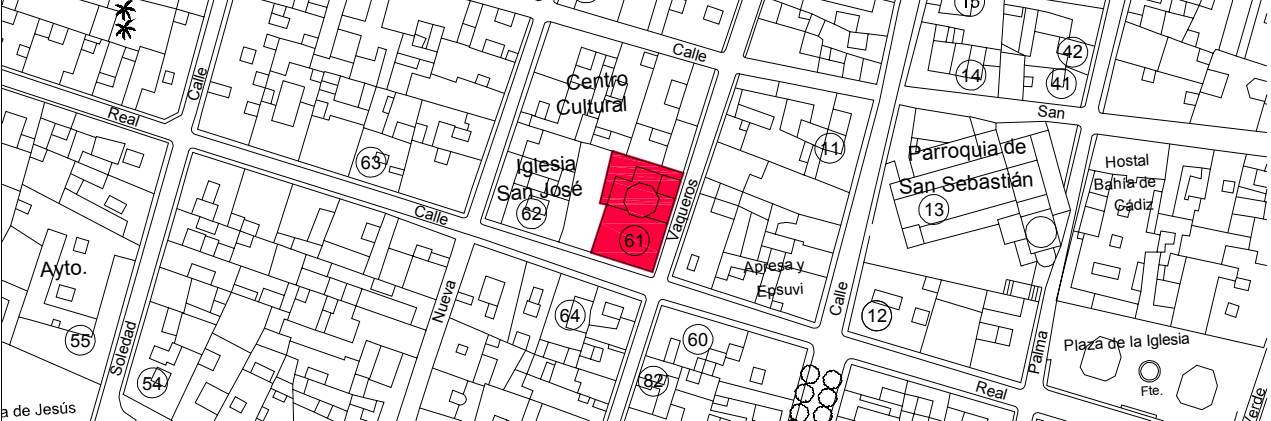 15
Calle
42
14
41
Calle
Centro
Cultural
Real
San
11
Parroquia de
San Sebastián
13
Hostal
Bahía de
Cádiz
63
Iglesia
San José
62
Calle
Vaqueros
61
Ayto.
Apresa y
Epsuvi
Nueva
64
Calle
12
55
Soledad
54
60
82
Palma
Plaza de la Iglesia
Fte.
Real
a de Jesús
erde